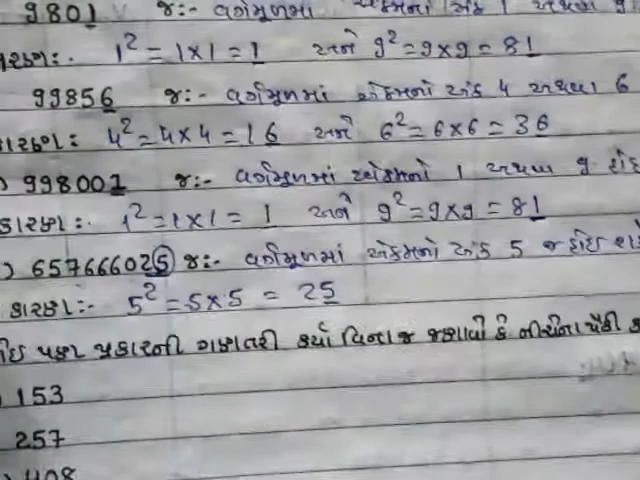 9801 જ:- વર્ગમૂળમાં એકમનો અંક 1 અથવા 9
કારણ:- 1² = 1×1 = 1 અને 9² = 9×9 = 81
99856 જ:- વર્ગમૂળમાં એકમનો અંક 4 અથવા 6
કારણ: 4² = 4×4 = 16 અને 6² = 6×6 = 36
) 998001 જ:- વર્ગમૂળમાં એકમનો 1 અથવા 9
કારણ:- 1² = 1×1 = 1 અને 9² = 9×9 = 81
) 657666025 જ:- વર્ગમૂળમાં એકમનો અંક 5 જ હોઈ
કારણ:- 5² = 5×5 = 25
પણ પ્રકારની ગણતરી કર્યા વિના જ જણાવો કે નીચેના પૈકી
153
257
408